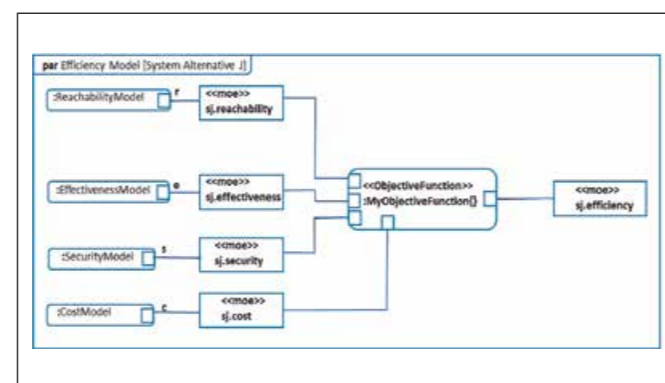 par Efficiency Model [System Alternative J]
:ReachabilityModel
r
<<moe>>
sj.reachability
:EffectivenessModel
e
<<moe>>
sj.effectiveness
<<ObjectiveFunction>>
:MyObjectiveFunction{}
<<moe>>
sj.efficiency
:SecurityModel
s
<<moe>>
sj.security
:CostModel
c
<<moe>>
sj.cost